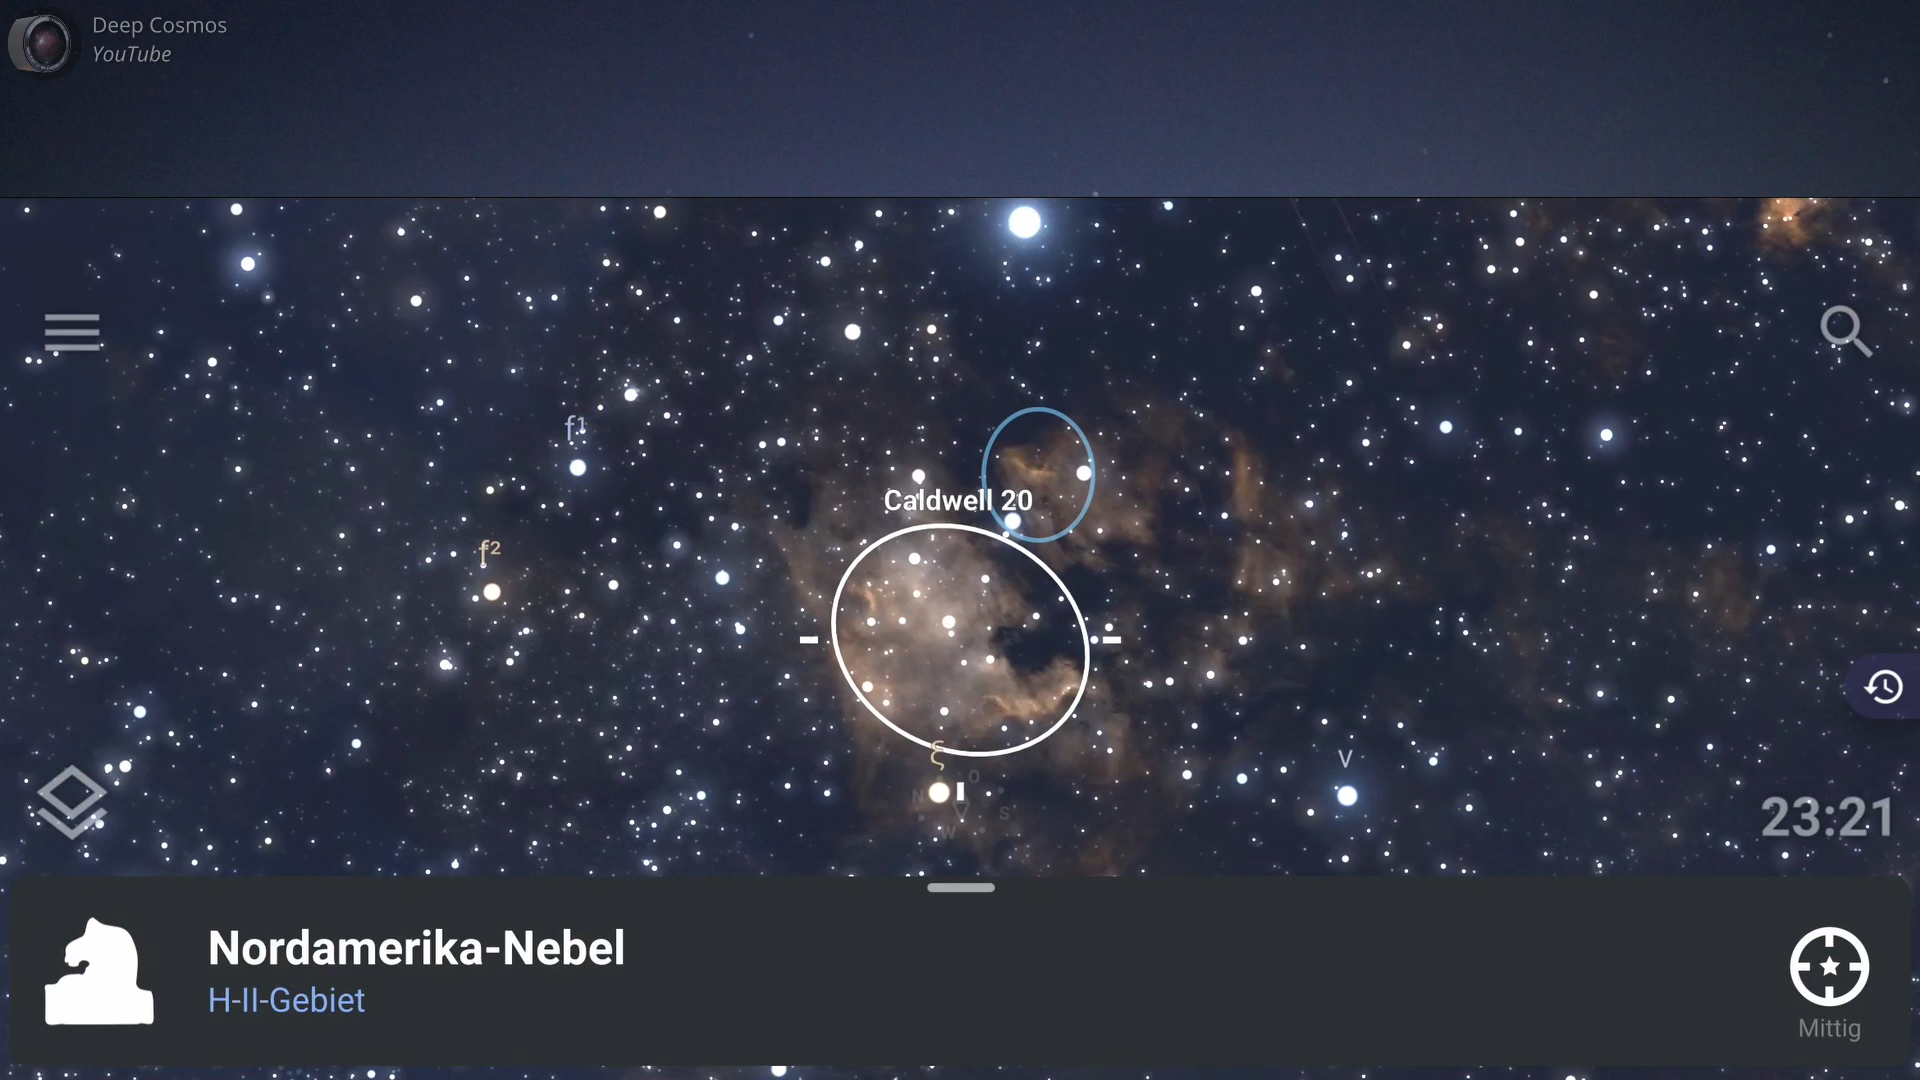 Deep Cosmos
YouTube
f¹
Caldwell 20
f²
ξ
V
O
N
S
W
23:21
Nordamerika-Nebel
H-II-Gebiet
Mittig